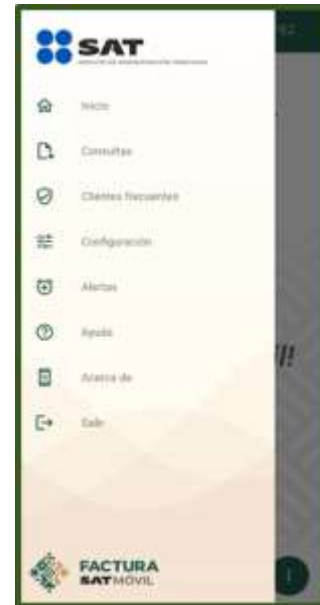 SAT
Inicio
Consultas
Clientes frecuentes
Configuración
Alertas
Ayuda
Acerca de
Salir
FACTURA
SAT MÓVIL